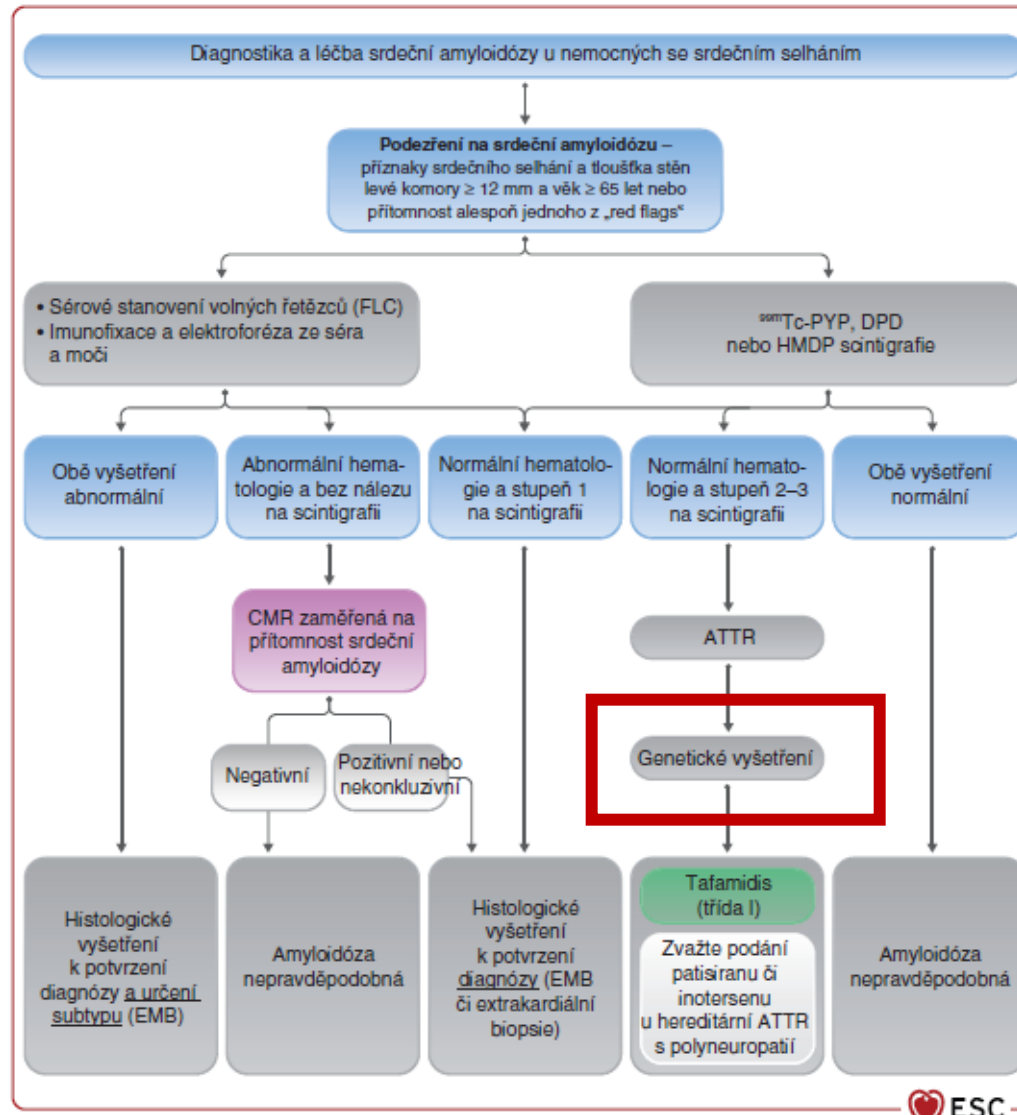 Diagnostika a léčba srdeční amyloidózy u nemocných se srdečním selháním
Podezření na srdeční amyloidózu –
příznaky srdečního selhání a tloušťka stěn
levé komory ≥ 12 mm a věk ≥ 65 let nebo
přítomnost alespoň jednoho z „red flags“
• Sérové stanovení volných řetězců (FLC)
• Imunofixace a elektroforéza ze séra
a moči
⁹⁹ᵐTc-PYP, DPD
nebo HMDP scintigrafie
Obě vyšetření
abnormální
Abnormální hema-
tologie a bez nálezu
na scintigrafii
Normální hematolo-
gie a stupeň 1
na scintigrafii
Normální hemato-
logie a stupeň 2–3
na scintigrafii
Obě vyšetření
normální
CMR zaměřená na
přítomnost srdeční
amyloidózy
ATTR
Negativní
Pozitivní nebo
nekonkluzivní
Genetické vyšetření
Histologické
vyšetření
k potvrzení
diagnózy a určení
subtypu (EMB)
Amyloidóza
nepravděpodobná
Histologické
vyšetření
k potvrzení
diagnózy (EMB
či extrakardiální
biopsie)
Tafamidis
(třída I)
Zvažte podání
patisiranu či
inotersenu
u hereditární ATTR
s polyneuropatií
Amyloidóza
nepravděpodobná
ESC